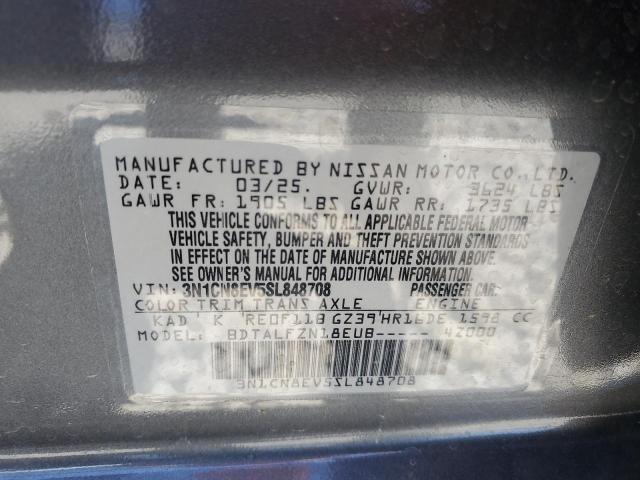 MANUFACTURED BY NISSAN MOTOR CO., LTD.
DATE: 03/25. GVWR: 3624 LBS
GAWR FR: 1905 LBS GAWR RR: 1735 LBS
THIS VEHICLE CONFORMS TO ALL APPLICABLE FEDERAL MOTOR
VEHICLE SAFETY, BUMPER AND THEFT PREVENTION STANDARDS
IN EFFECT ON THE DATE OF MANUFACTURE SHOWN ABOVE.
SEE OWNER'S MANUAL FOR ADDITIONAL INFORMATION.
VIN: 3N1CN8EV5SL848708 PASSENGER CAR:
COLOR TRIM TRANS AXLE ENGINE
KAD K RE0F11B GZ39 HR16DE 1598 CC
MODEL: BDTALFZN18EUB----- 42000
3N1CN8EV5SL848708